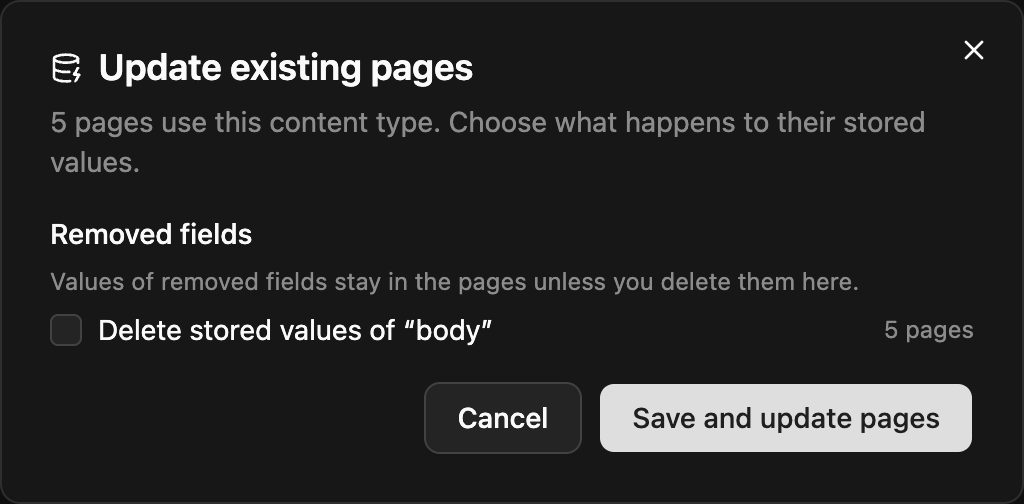 Update existing pages
5 pages use this content type. Choose what happens to their stored
values.
Removed fields
Values of removed fields stay in the pages unless you delete them here.
Delete stored values of “body” 5 pages
Cancel Save and update pages